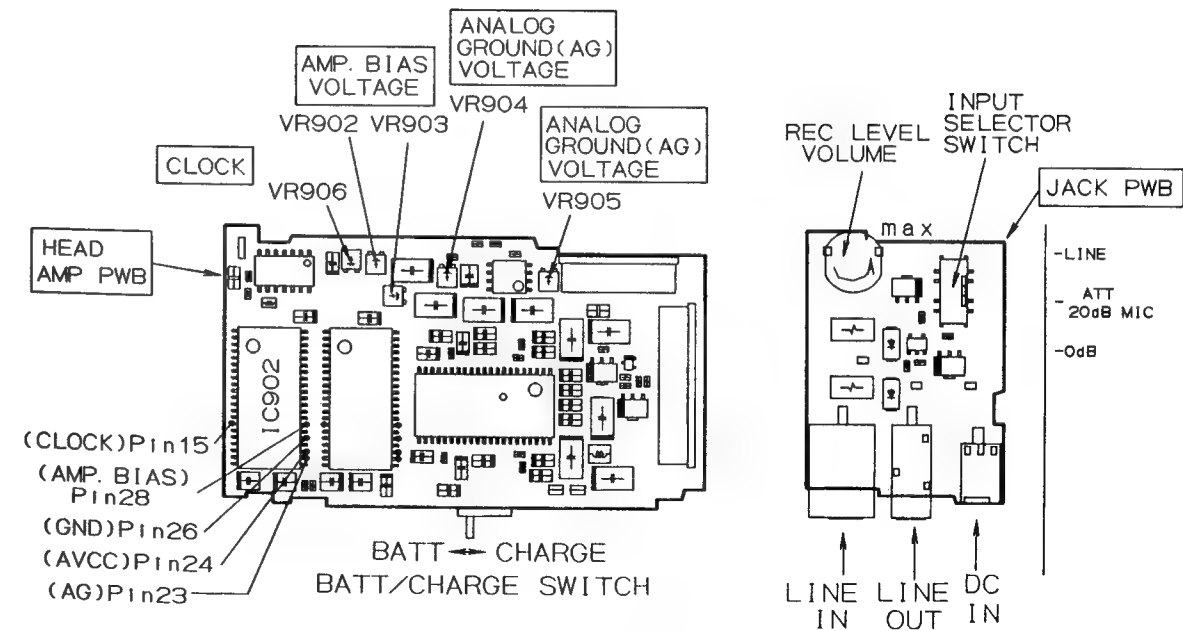 ANALOG
GROUND(AG)
VOLTAGE
VR904
AMP. BIAS
VOLTAGE
VR902 VR903
ANALOG
GROUND(AG)
VOLTAGE
VR905
CLOCK
VR906
HEAD
AMP PWB
IC902
(CLOCK)Pin15
(AMP. BIAS)
Pin28
(GND)Pin26
(AVCC)Pin24
(AG)Pin23
BATT CHARGE
BATT/CHARGE SWITCH
REC LEVEL
VOLUME
INPUT
SELECTOR
SWITCH
JACK PWB
max
-LINE
- ATT
20dB MIC
-0dB
LINE
IN
LINE
OUT
DC
IN